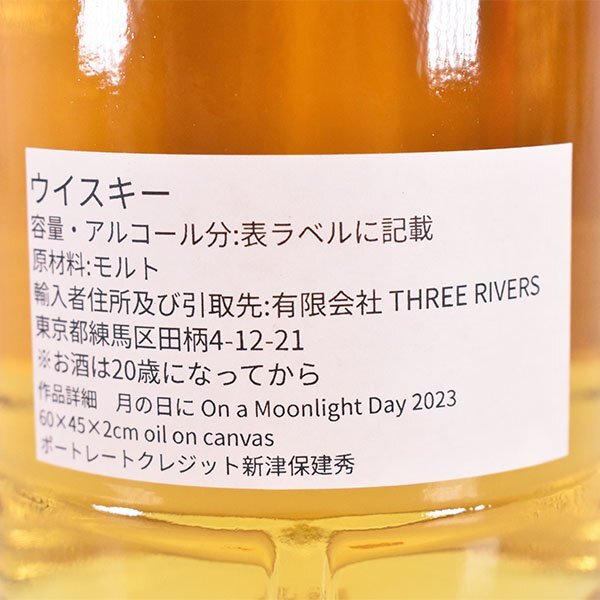 ウイスキー
容量・アルコール分:表ラベルに記載
原材料:モルト
輸入者住所及び引取先:有限会社 THREE RIVERS
東京都練馬区田柄4-12-21
※お酒は20歳になってから
作品詳細　月の日に On a Moonlight Day 2023
60×45×2cm oil on canvas
ポートレートクレジット新津保建秀